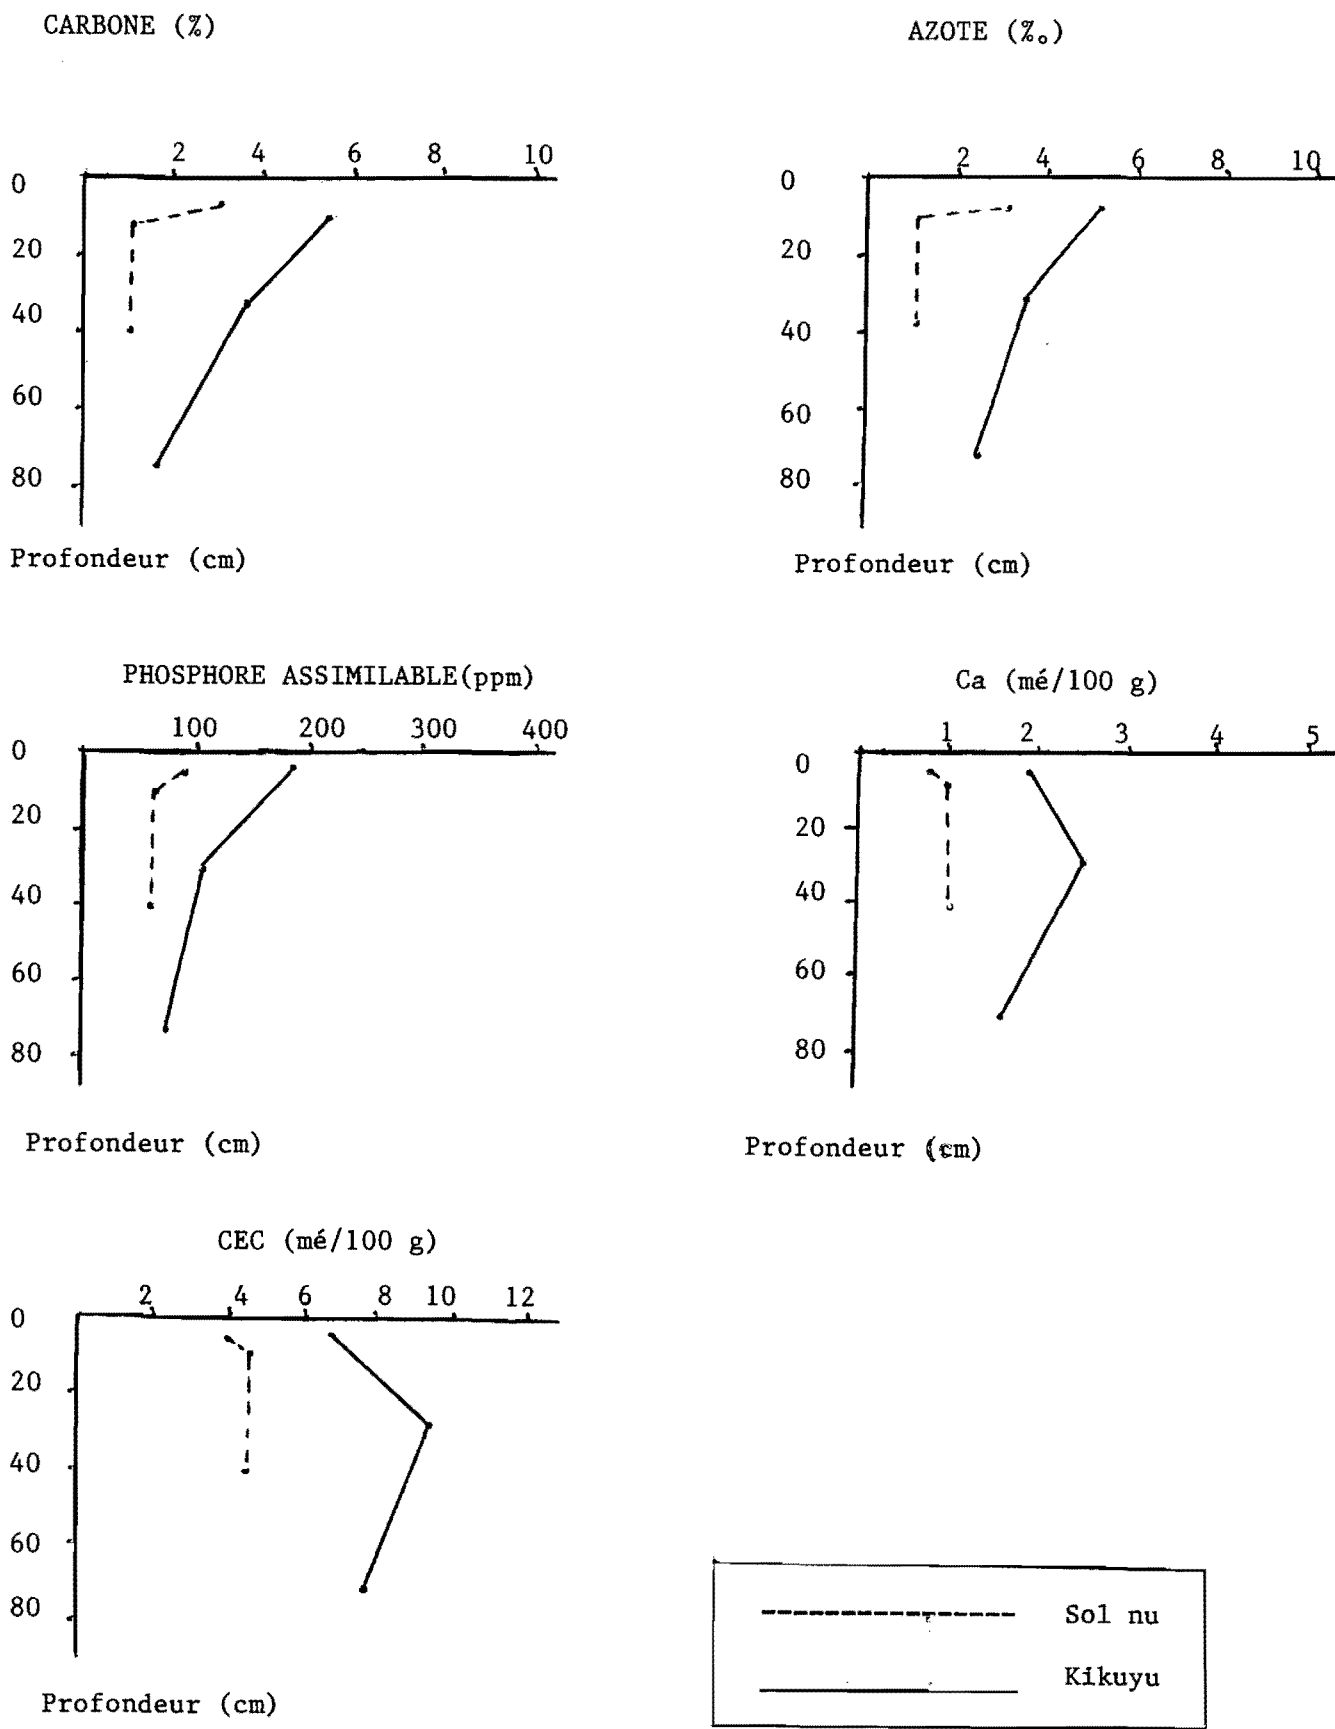 CARBONE (%)
2 4 6 8 10
0
20
40
60
80
Profondeur (cm)
AZOTE (‰)
2 4 6 8 10
0
20
40
60
80
Profondeur (cm)
PHOSPHORE ASSIMILABLE(ppm)
100 200 300 400
0
20
40
60
80
Profondeur (cm)
Ca (mé/100 g)
1 2 3 4 5
0
20
40
60
80
Profondeur (cm)
CEC (mé/100 g)
2 4 6 8 10 12
0
20
40
60
80
Profondeur (cm)
Sol nu
Kikuyu